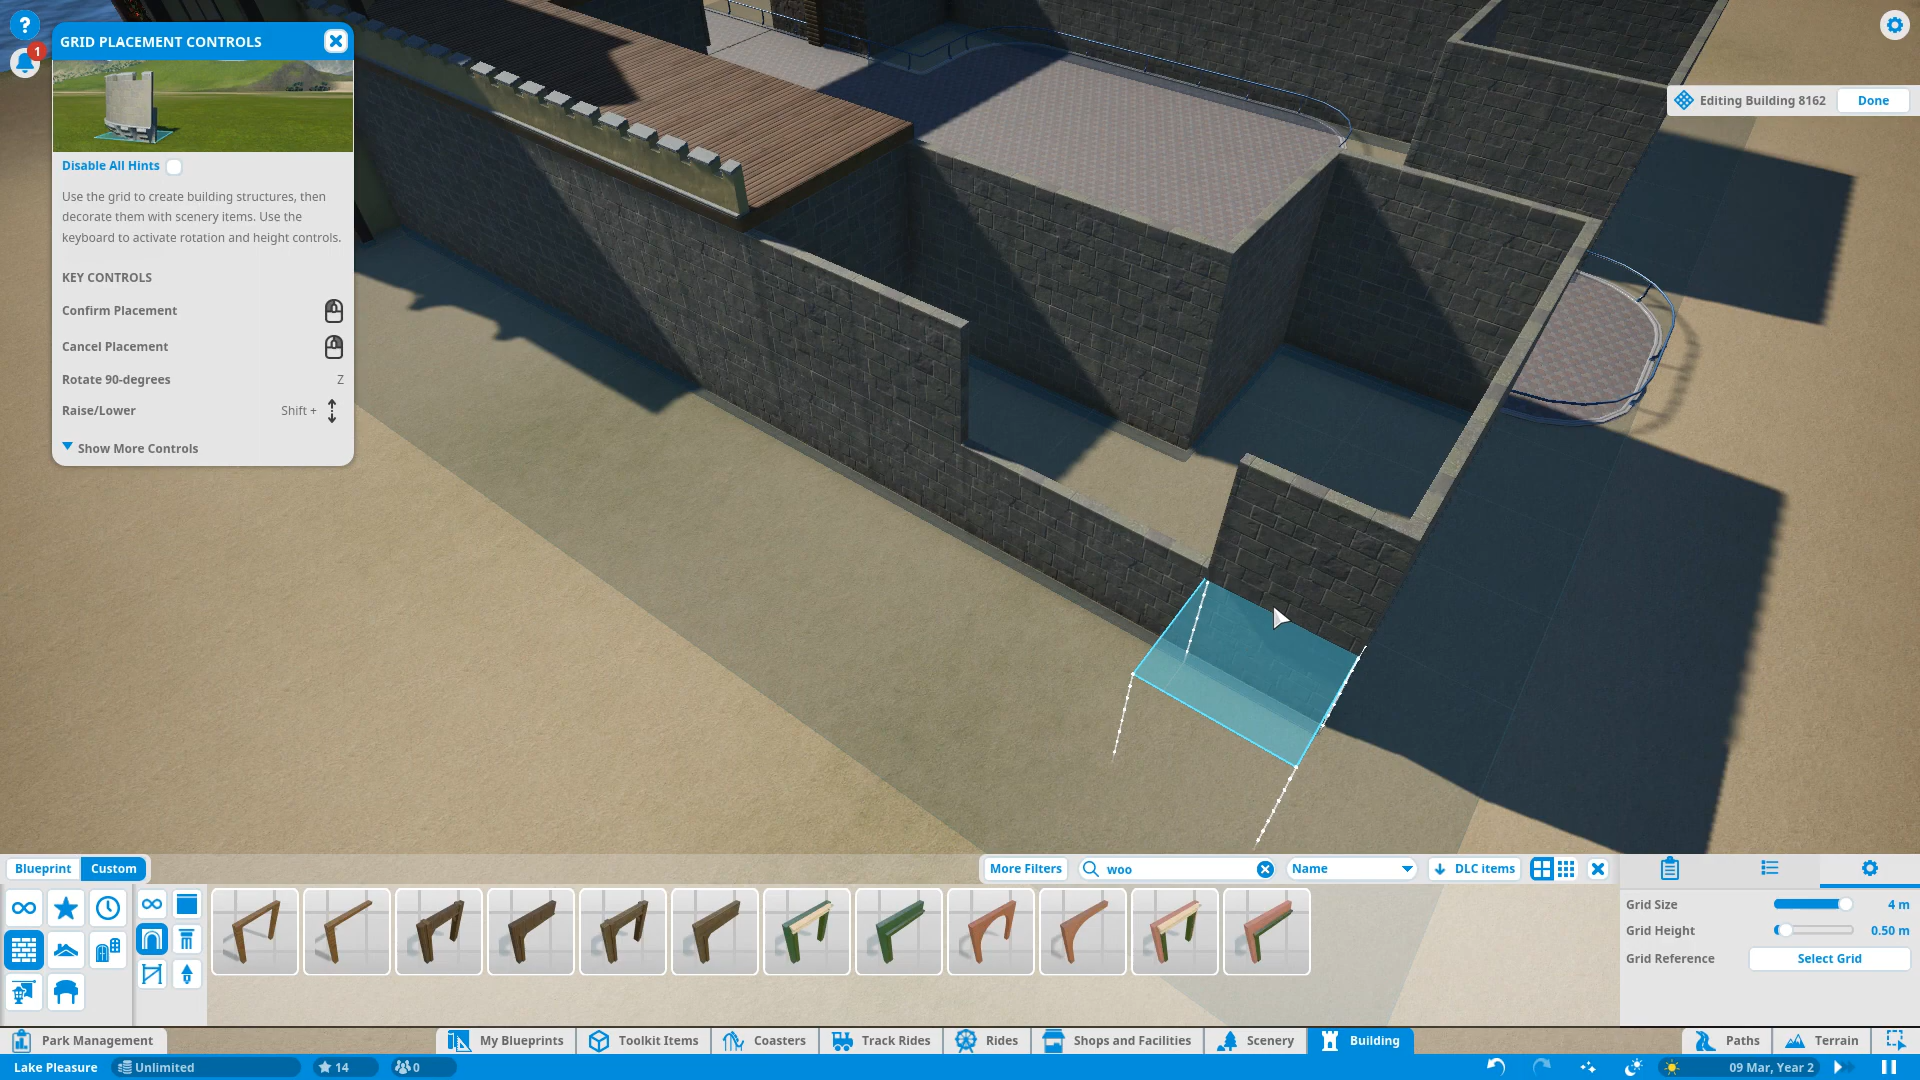 ?
1
GRID PLACEMENT CONTROLS
Disable All Hints
Use the grid to create building structures, then
decorate them with scenery items. Use the
keyboard to activate rotation and height controls.
KEY CONTROLS
Confirm Placement
Cancel Placement
Rotate 90-degrees Z
Raise/Lower Shift +
Show More Controls
Editing Building 8162 Done
Blueprint Custom
More Filters woo Name DLC items
Grid Size 4 m
Grid Height 0.50 m
Grid Reference Select Grid
Park Management My Blueprints Toolkit Items Coasters Track Rides Rides Shops and Facilities Scenery Building Paths Terrain
Lake Pleasure Unlimited 14 0 09 Mar, Year 2